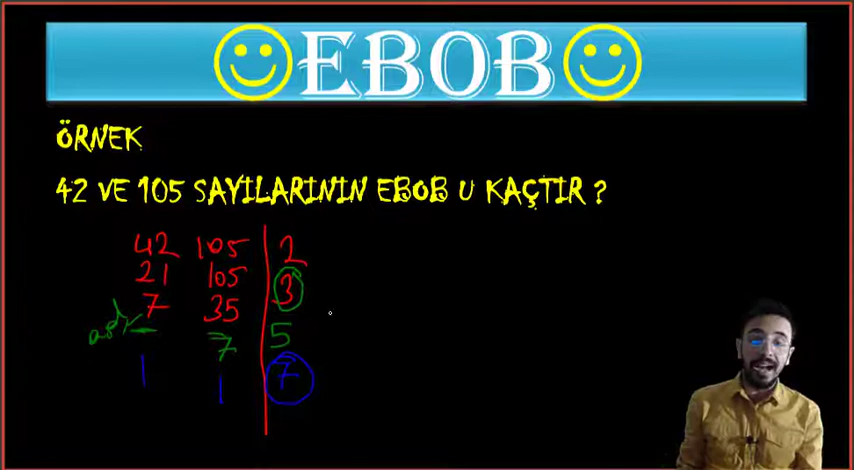 EBOB
ÖRNEK
42 VE 105 SAYILARININ EBOB U KAÇTIR ?
42 105 2
21 105 3
7 35
7 5
1 1 7